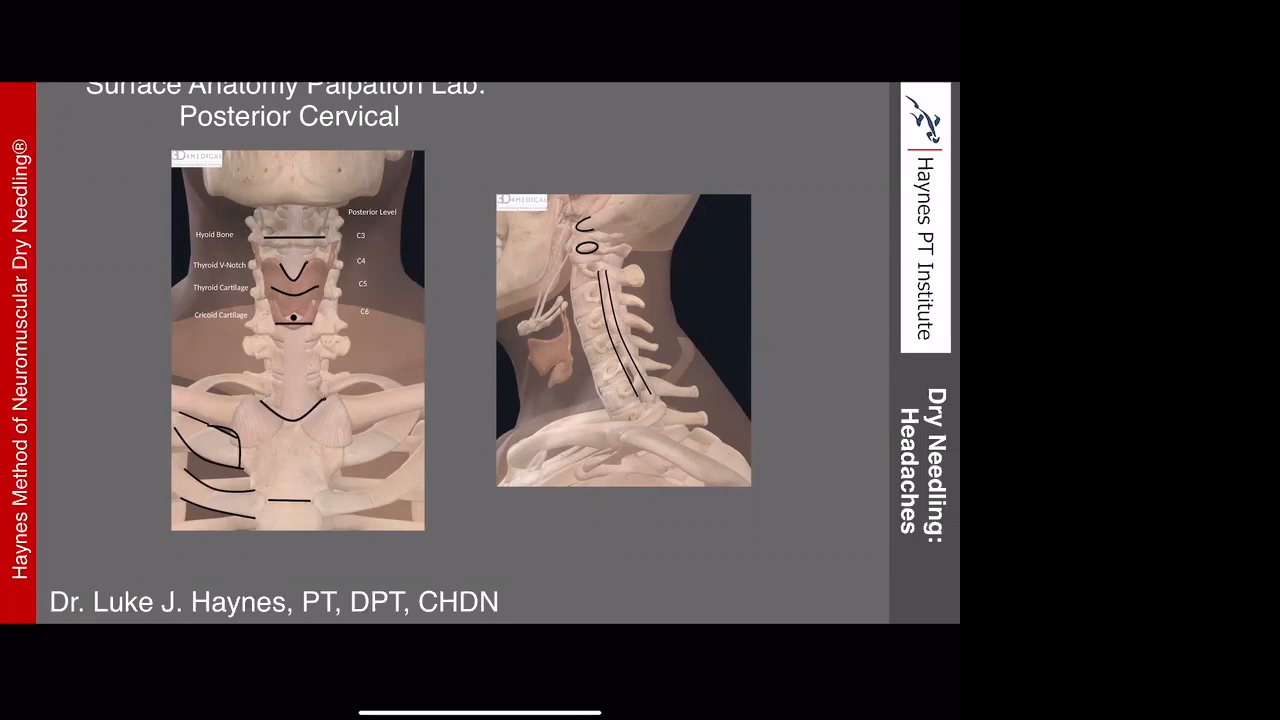 Surface Anatomy Palpation Lab:
Posterior Cervical
Haynes Method of Neuromuscular Dry Needling®
3D4MEDICAL
Posterior Level
Hyoid Bone
C3
Thyroid V-Notch
C4
Thyroid Cartilage
C5
Cricoid Cartilage
C6
3D4MEDICAL
Haynes PT Institute
Dry Needling:
Headaches
Dr. Luke J. Haynes, PT, DPT, CHDN